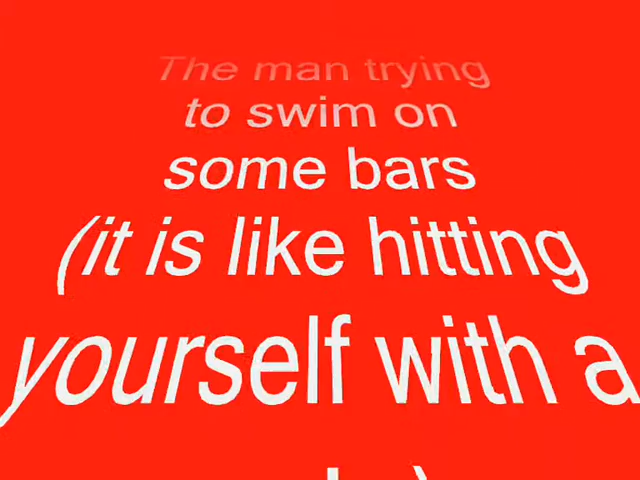 The man trying
to swim on
some bars
(it is like hitting
yourself with a